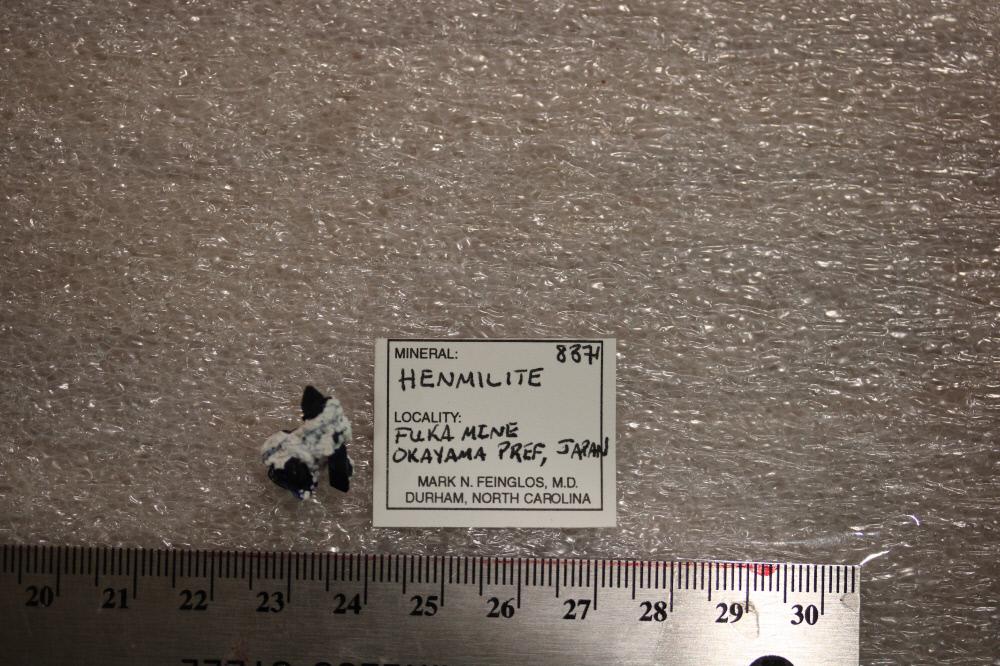 MINERAL: 8371
HENMILITE
LOCALITY:
FUKA MINE
OKAYAMA PREF, JAPAN
MARK N. FEINGLOS, M.D.
DURHAM, NORTH CAROLINA
20 21 22 23 24 25 26 27 28 29 30